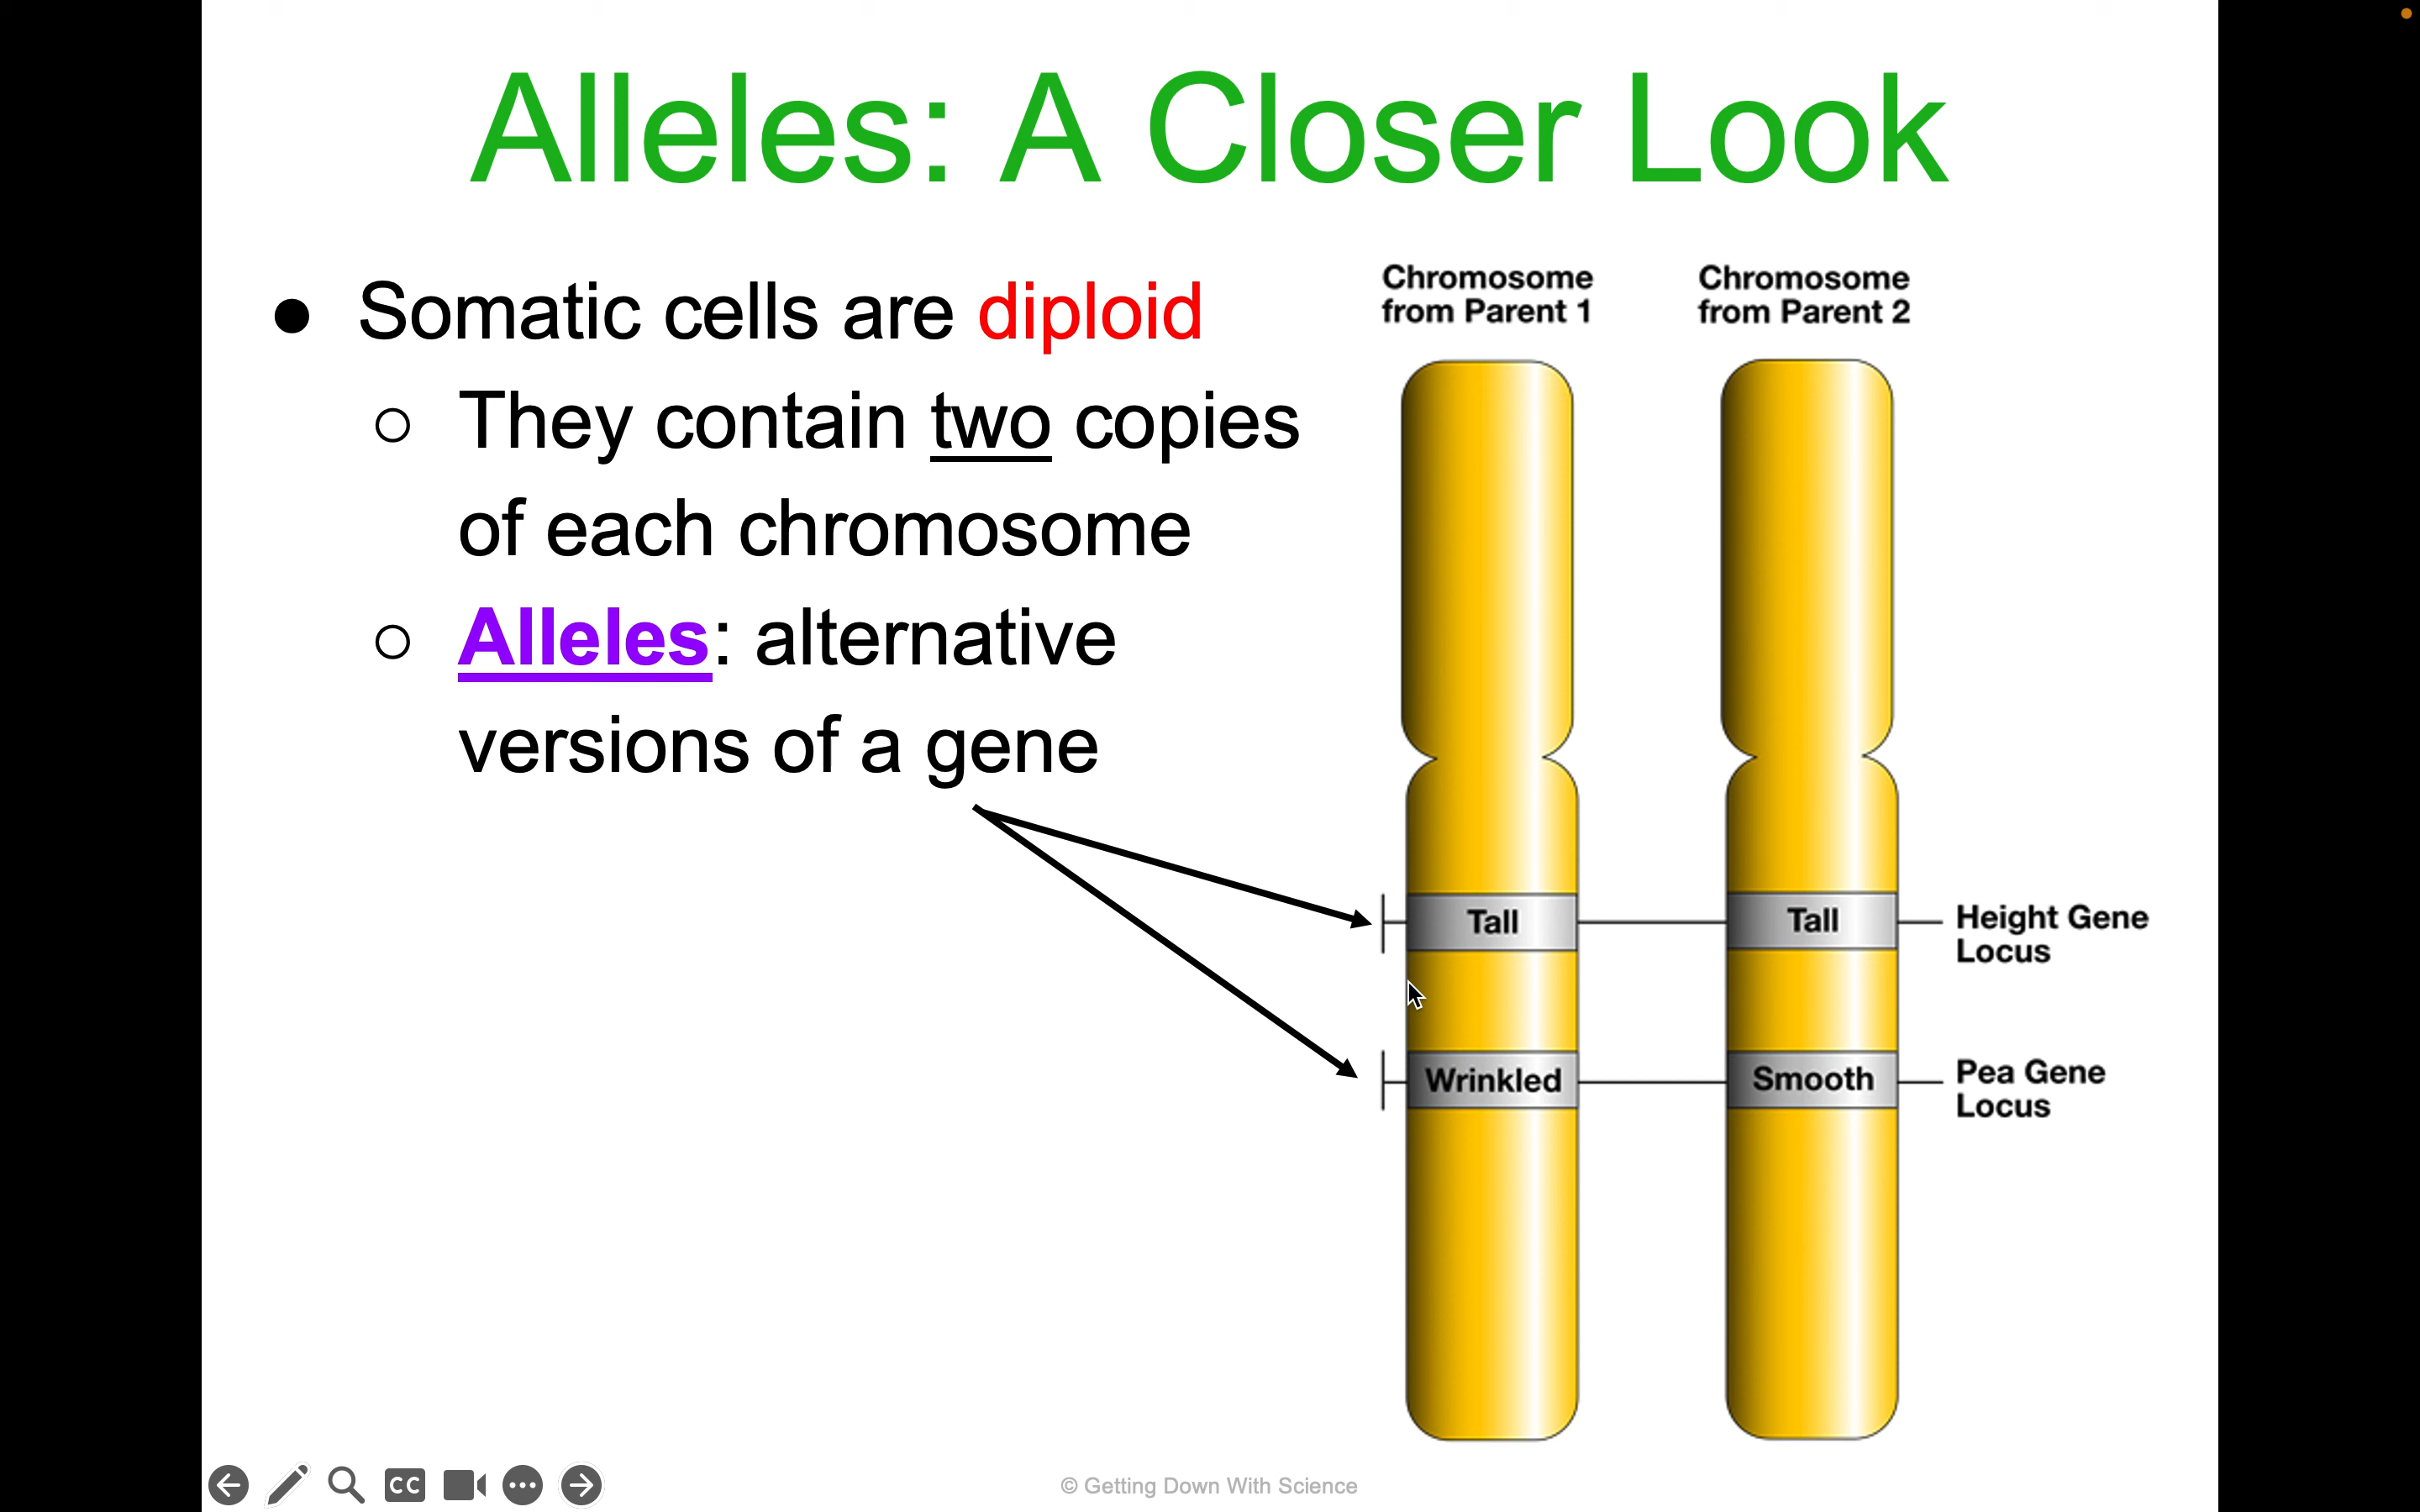 Alleles: A Closer Look
● Somatic cells are diploid
○ They contain two copies
of each chromosome
○ Alleles: alternative
versions of a gene
Chromosome
from Parent 1
Chromosome
from Parent 2
Tall
Tall
Height Gene
Locus
Wrinkled
Smooth
Pea Gene
Locus
CC
© Getting Down With Science